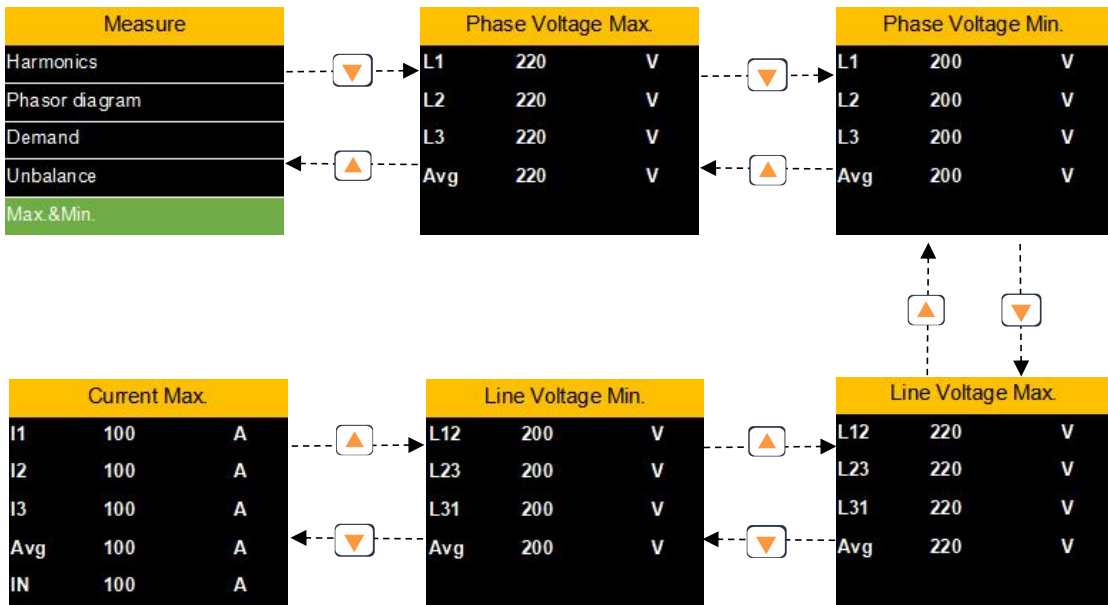 Measure
Harmonics
Phasor diagram
Demand
Unbalance
Max.&Min.
Phase Voltage Max.
L1 220 V
L2 220 V
L3 220 V
Avg 220 V
Phase Voltage Min.
L1 200 V
L2 200 V
L3 200 V
Avg 200 V
Current Max.
I1 100 A
I2 100 A
I3 100 A
Avg 100 A
IN 100 A
Line Voltage Min.
L12 200 V
L23 200 V
L31 200 V
Avg 200 V
Line Voltage Max.
L12 220 V
L23 220 V
L31 220 V
Avg 220 V